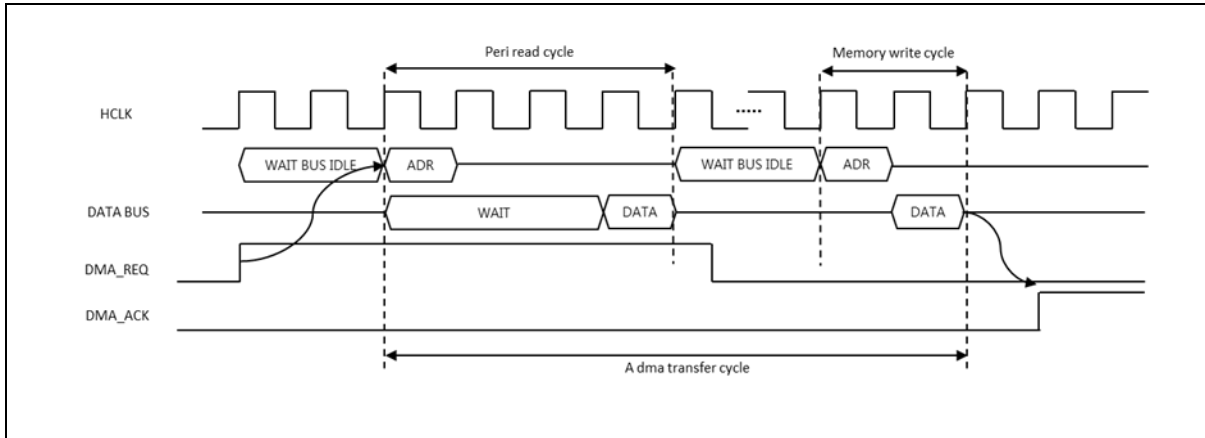 Peri read cycle
Memory write cycle
HCLK
.....
WAIT BUS IDLE
ADR
WAIT BUS IDLE
ADR
DATA BUS
WAIT
DATA
DATA
DMA_REQ
DMA_ACK
A dma transfer cycle